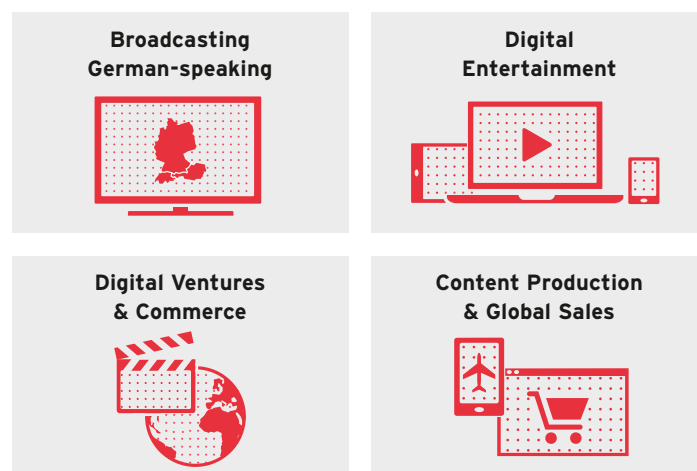 Broadcasting
German-speaking
Digital
Entertainment
Digital Ventures
& Commerce
Content Production
& Global Sales